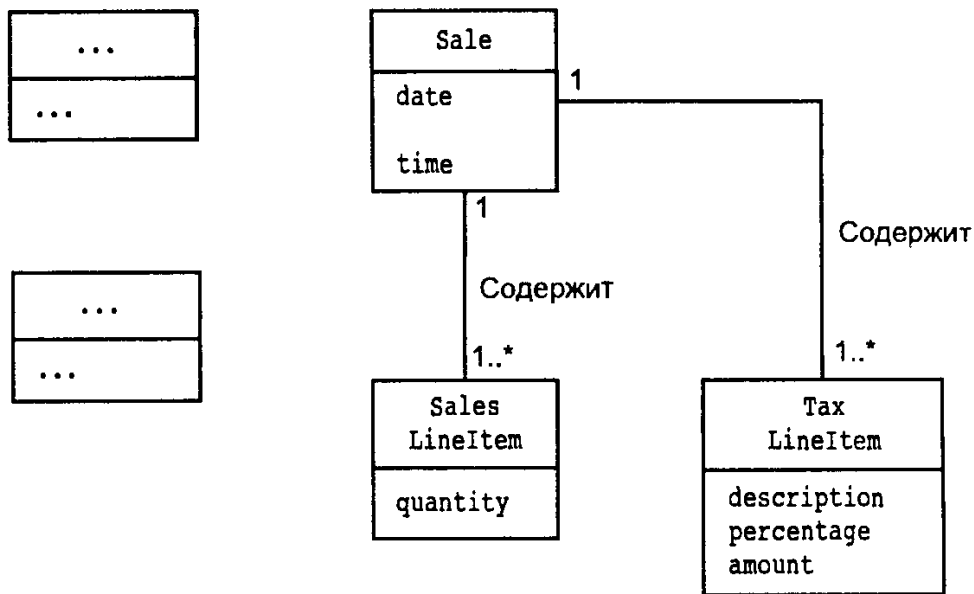 ...
...
...
...
Sale
date
time
1
1
Содержит
Содержит
1..*
1..*
Sales
LineItem
quantity
Tax
LineItem
description
percentage
amount